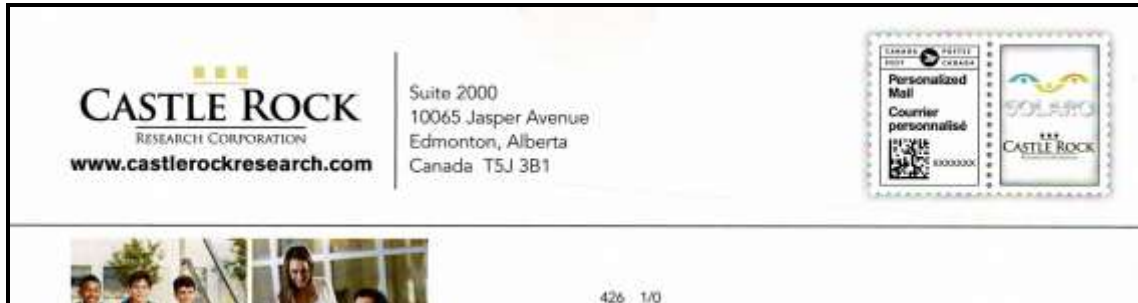 CASTLE ROCK
RESEARCH CORPORATION
www.castlerockresearch.com
Suite 2000
10065 Jasper Avenue
Edmonton, Alberta
Canada T5J 3B1
CANADA POSTES
POST CANADA
Personalized
Mail
Courrier
personnalisé
xxxxxxx
SOLARO
CASTLE ROCK
426 1/0